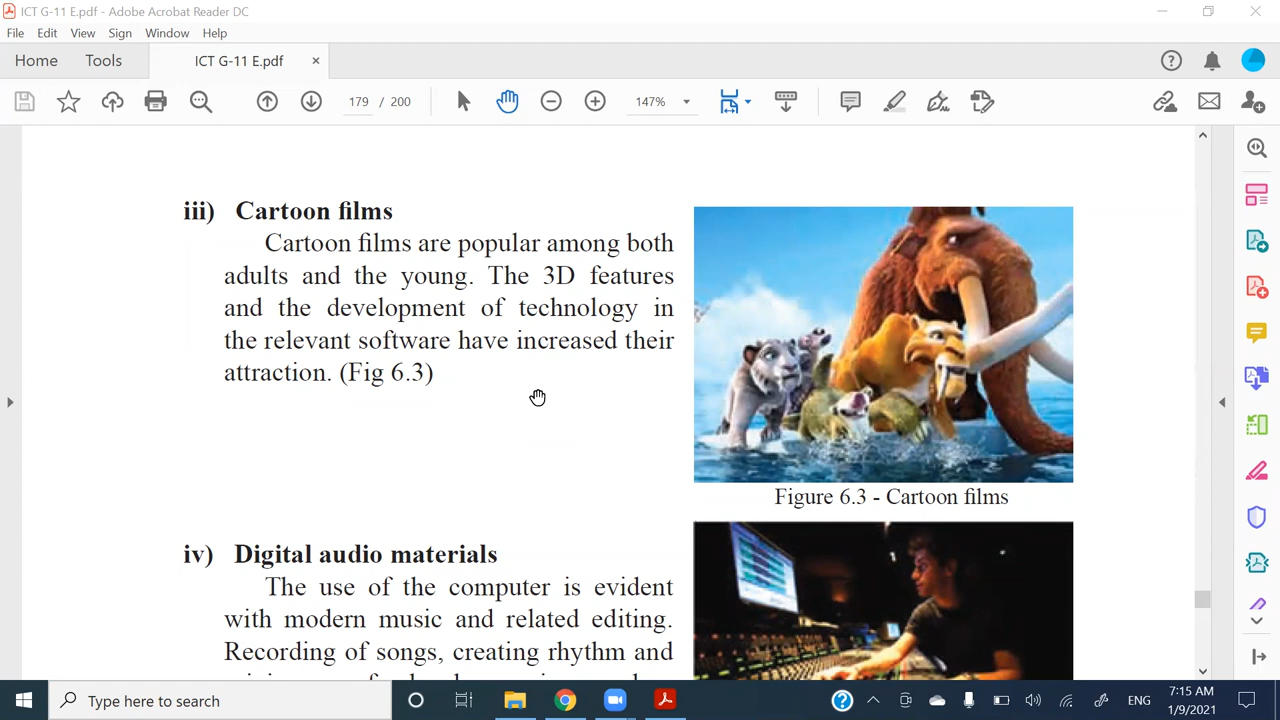 ICT G-11 E.pdf - Adobe Acrobat Reader DC
File Edit View Sign Window Help
Home Tools ICT G-11 E.pdf ×
179 / 200 147%
iii) Cartoon films
Cartoon films are popular among both
adults and the young. The 3D features
and the development of technology in
the relevant software have increased their
attraction. (Fig 6.3)
Figure 6.3 - Cartoon films
iv) Digital audio materials
The use of the computer is evident
with modern music and related editing.
Recording of songs, creating rhythm and
Type here to search
ENG
7:15 AM
1/9/2021